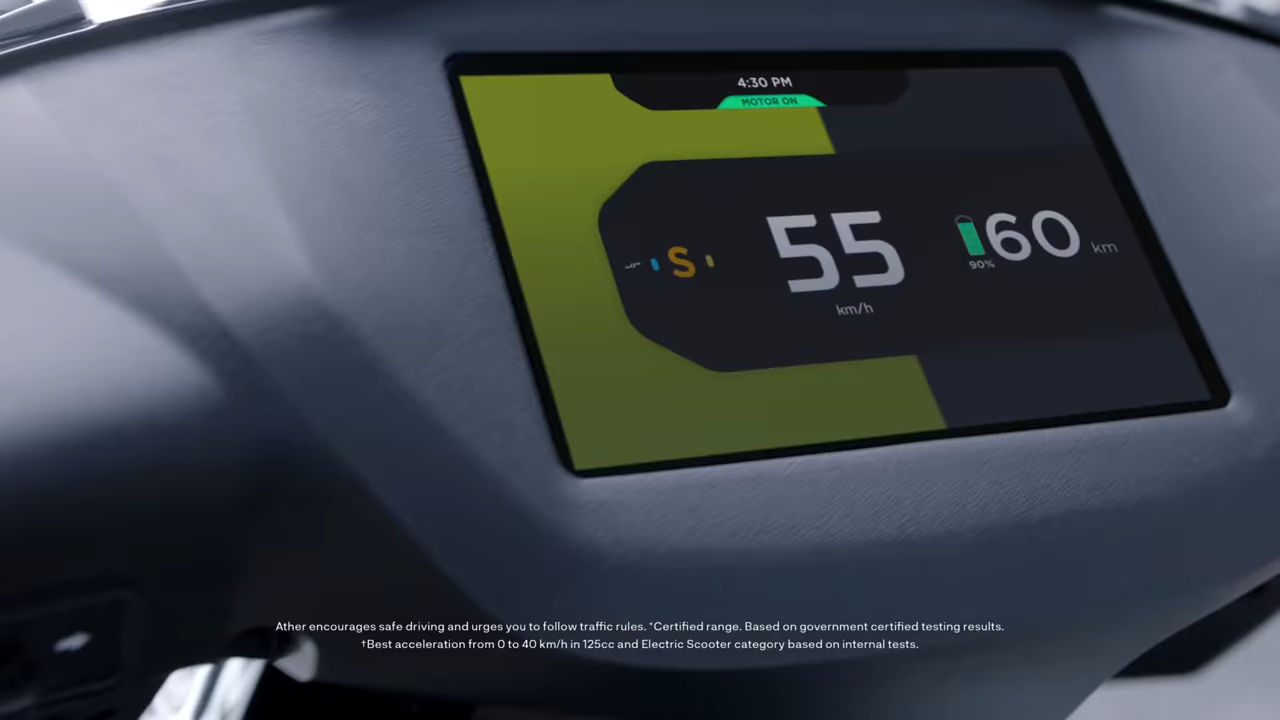 4:30 PM
MOTOR ON
S
55
km/h
90%
60 km
Ather encourages safe driving and urges you to follow traffic rules. *Certified range. Based on government certified testing results.
†Best acceleration from 0 to 40 km/h in 125cc and Electric Scooter category based on internal tests.